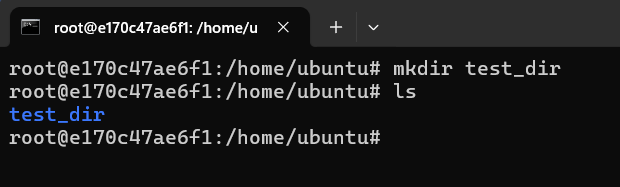 root@e170c47ae6f1: /home/u
root@e170c47ae6f1:/home/ubuntu# mkdir test_dir
root@e170c47ae6f1:/home/ubuntu# ls
test_dir
root@e170c47ae6f1:/home/ubuntu#